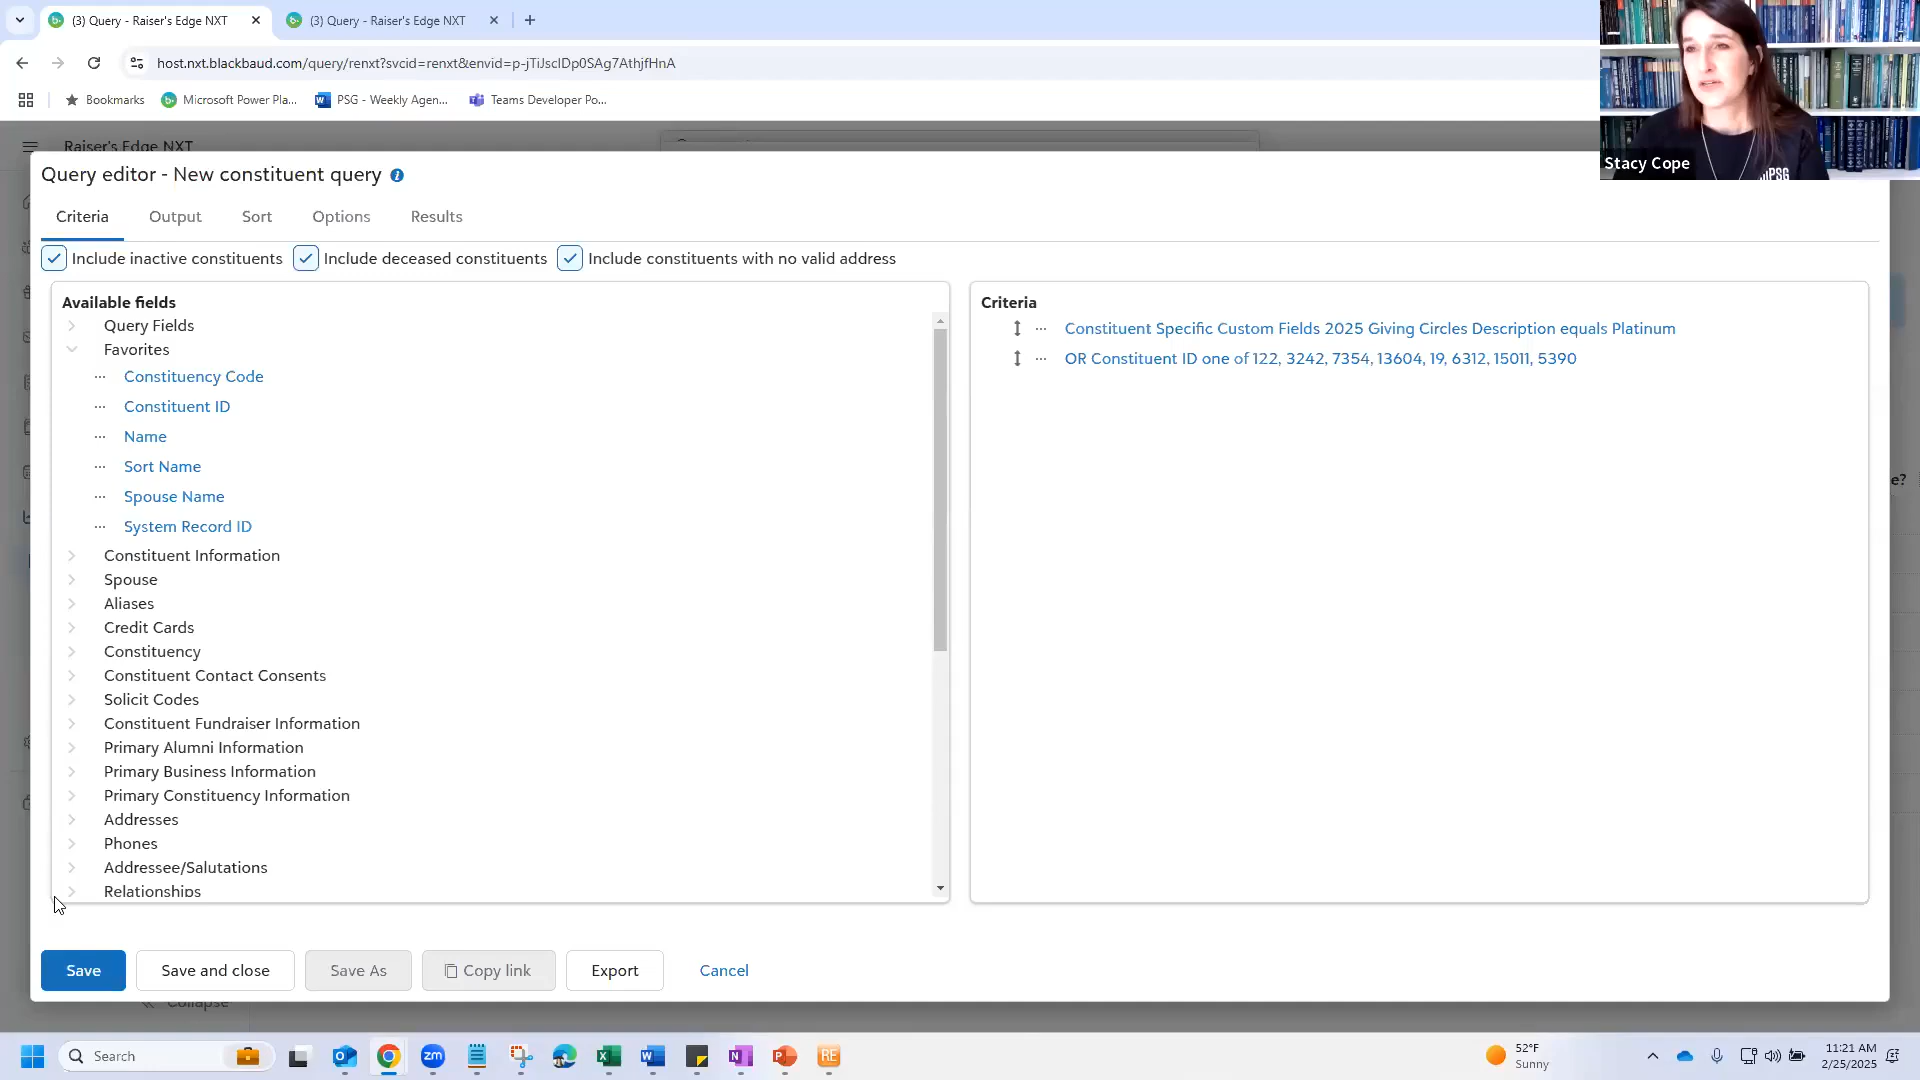 (3) Query - Raiser's Edge NXT
(3) Query - Raiser's Edge NXT
host.nxt.blackbaud.com/query/renxt?svcid=renxt&envid=p-jTiJsclDp0SAg7AthjfHnA
Bookmarks
Microsoft Power Pla...
PSG - Weekly Agen...
Teams Developer Po...
Stacy Cope
PSG
Raiser's Edge NXT
Query editor - New constituent query
Criteria
Output
Sort
Options
Results
Include inactive constituents
Include deceased constituents
Include constituents with no valid address
Available fields
Query Fields
Favorites
Constituency Code
Constituent ID
Name
Sort Name
Spouse Name
System Record ID
Constituent Information
Spouse
Aliases
Credit Cards
Constituency
Constituent Contact Consents
Solicit Codes
Constituent Fundraiser Information
Primary Alumni Information
Primary Business Information
Primary Constituency Information
Addresses
Phones
Addressee/Salutations
Relationships
Criteria
Constituent Specific Custom Fields 2025 Giving Circles Description equals Platinum
OR Constituent ID one of 122, 3242, 7354, 13604, 19, 6312, 15011, 5390
e?
Save
Save and close
Save As
Copy link
Export
Cancel
Collapse
Search
zm
RE
52°F
Sunny
11:21 AM
2/25/2025